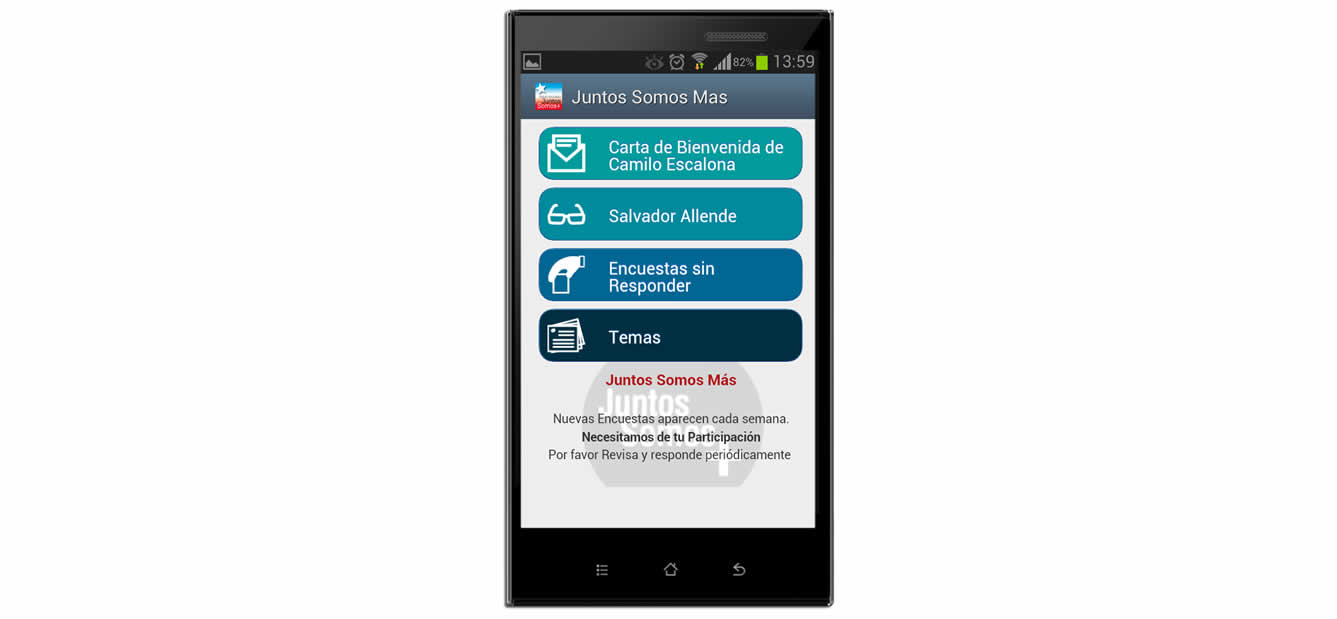 82% 13:59
Juntos Somos Mas
Somos+
Carta de Bienvenida de
Camilo Escalona
Salvador Allende
Encuestas sin
Responder
Temas
Juntos Somos Más
Juntos
Nuevas Encuestas aparecen cada semana.
Somos
Necesitamos de tu Participación
+
Por favor Revisa y responde periódicamente